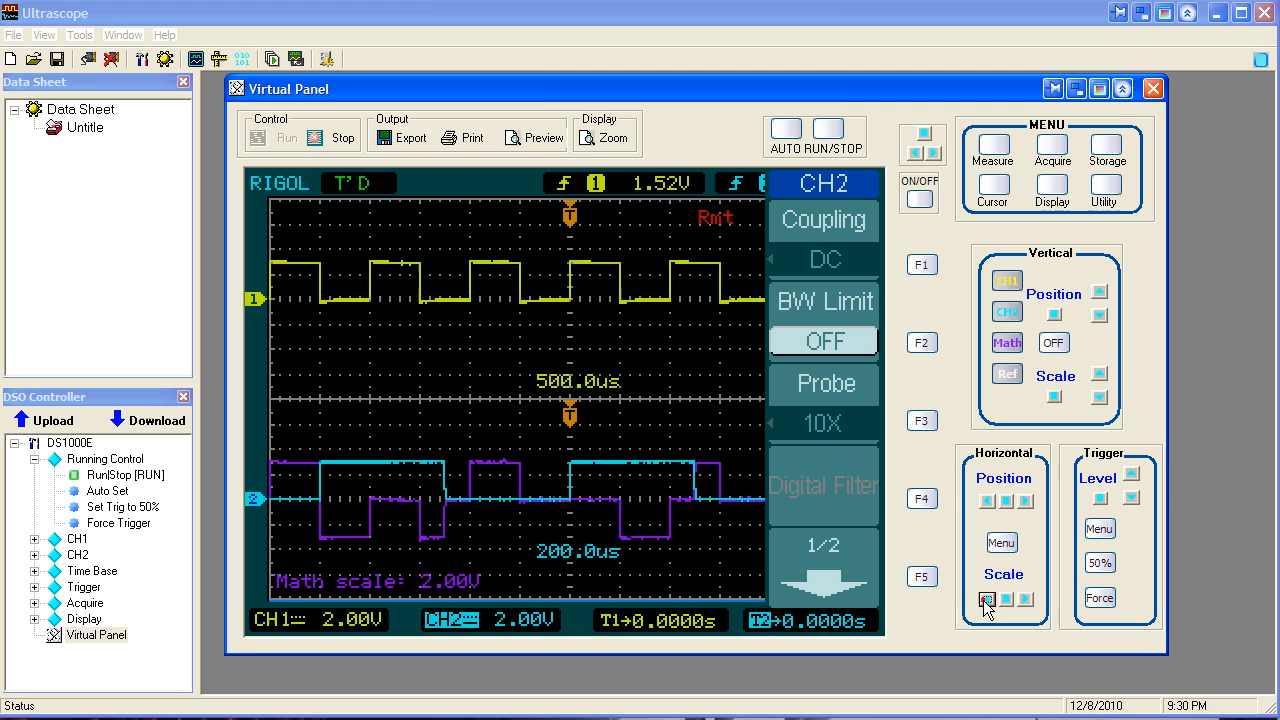 Ultrascope
File View Tools Window Help
Data Sheet
Data Sheet
Untitle
DSO Controller
Upload Download
DS1000E
Running Control
Run|Stop [RUN]
Auto Set
Set Trig to 50%
Force Trigger
CH1
CH2
Time Base
Trigger
Acquire
Display
Virtual Panel
Virtual Panel
Control Output Display
Run Stop Export Print Preview Zoom
AUTO RUN/STOP
RIGOL T'D 1 1.52V
T
Rmt
1
500.0us
T
2
200.0us
Math scale: 2.00V
CH1 2.00V CH2 2.00V T1→0.0000s T2→0.0000s
CH2
Coupling
DC
BW Limit
OFF
Probe
10X
Digital Filter
1/2
ON/OFF
F1
F2
F3
F4
F5
MENU
Measure Acquire Storage
Cursor Display Utility
Vertical
CH1 Position
CH2
Math OFF
Ref Scale
Horizontal
Position
Menu
Scale
Trigger
Level
Menu
50%
Force
Status 12/8/2010 9:30 PM